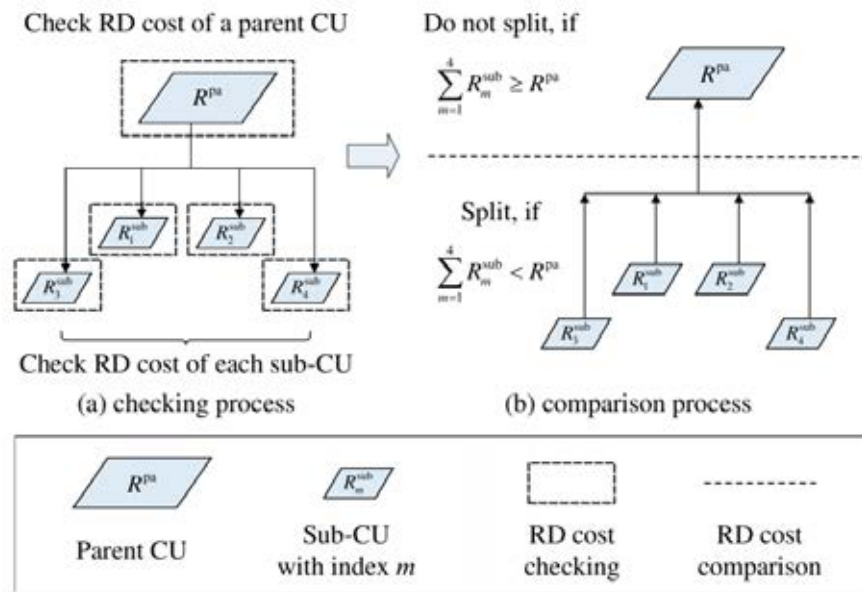 Check RD cost of a parent CU
R^pa
R_1^sub
R_2^sub
R_3^sub
R_4^sub
Check RD cost of each sub-CU
(a) checking process
Do not split, if
\sum_{m=1}^{4} R_m^sub ≥ R^pa
R^pa
Split, if
\sum_{m=1}^{4} R_m^sub < R^pa
R_1^sub
R_2^sub
R_3^sub
R_4^sub
(b) comparison process
R^pa
Parent CU
R_m^sub
Sub-CU
with index m
RD cost
checking
RD cost
comparison